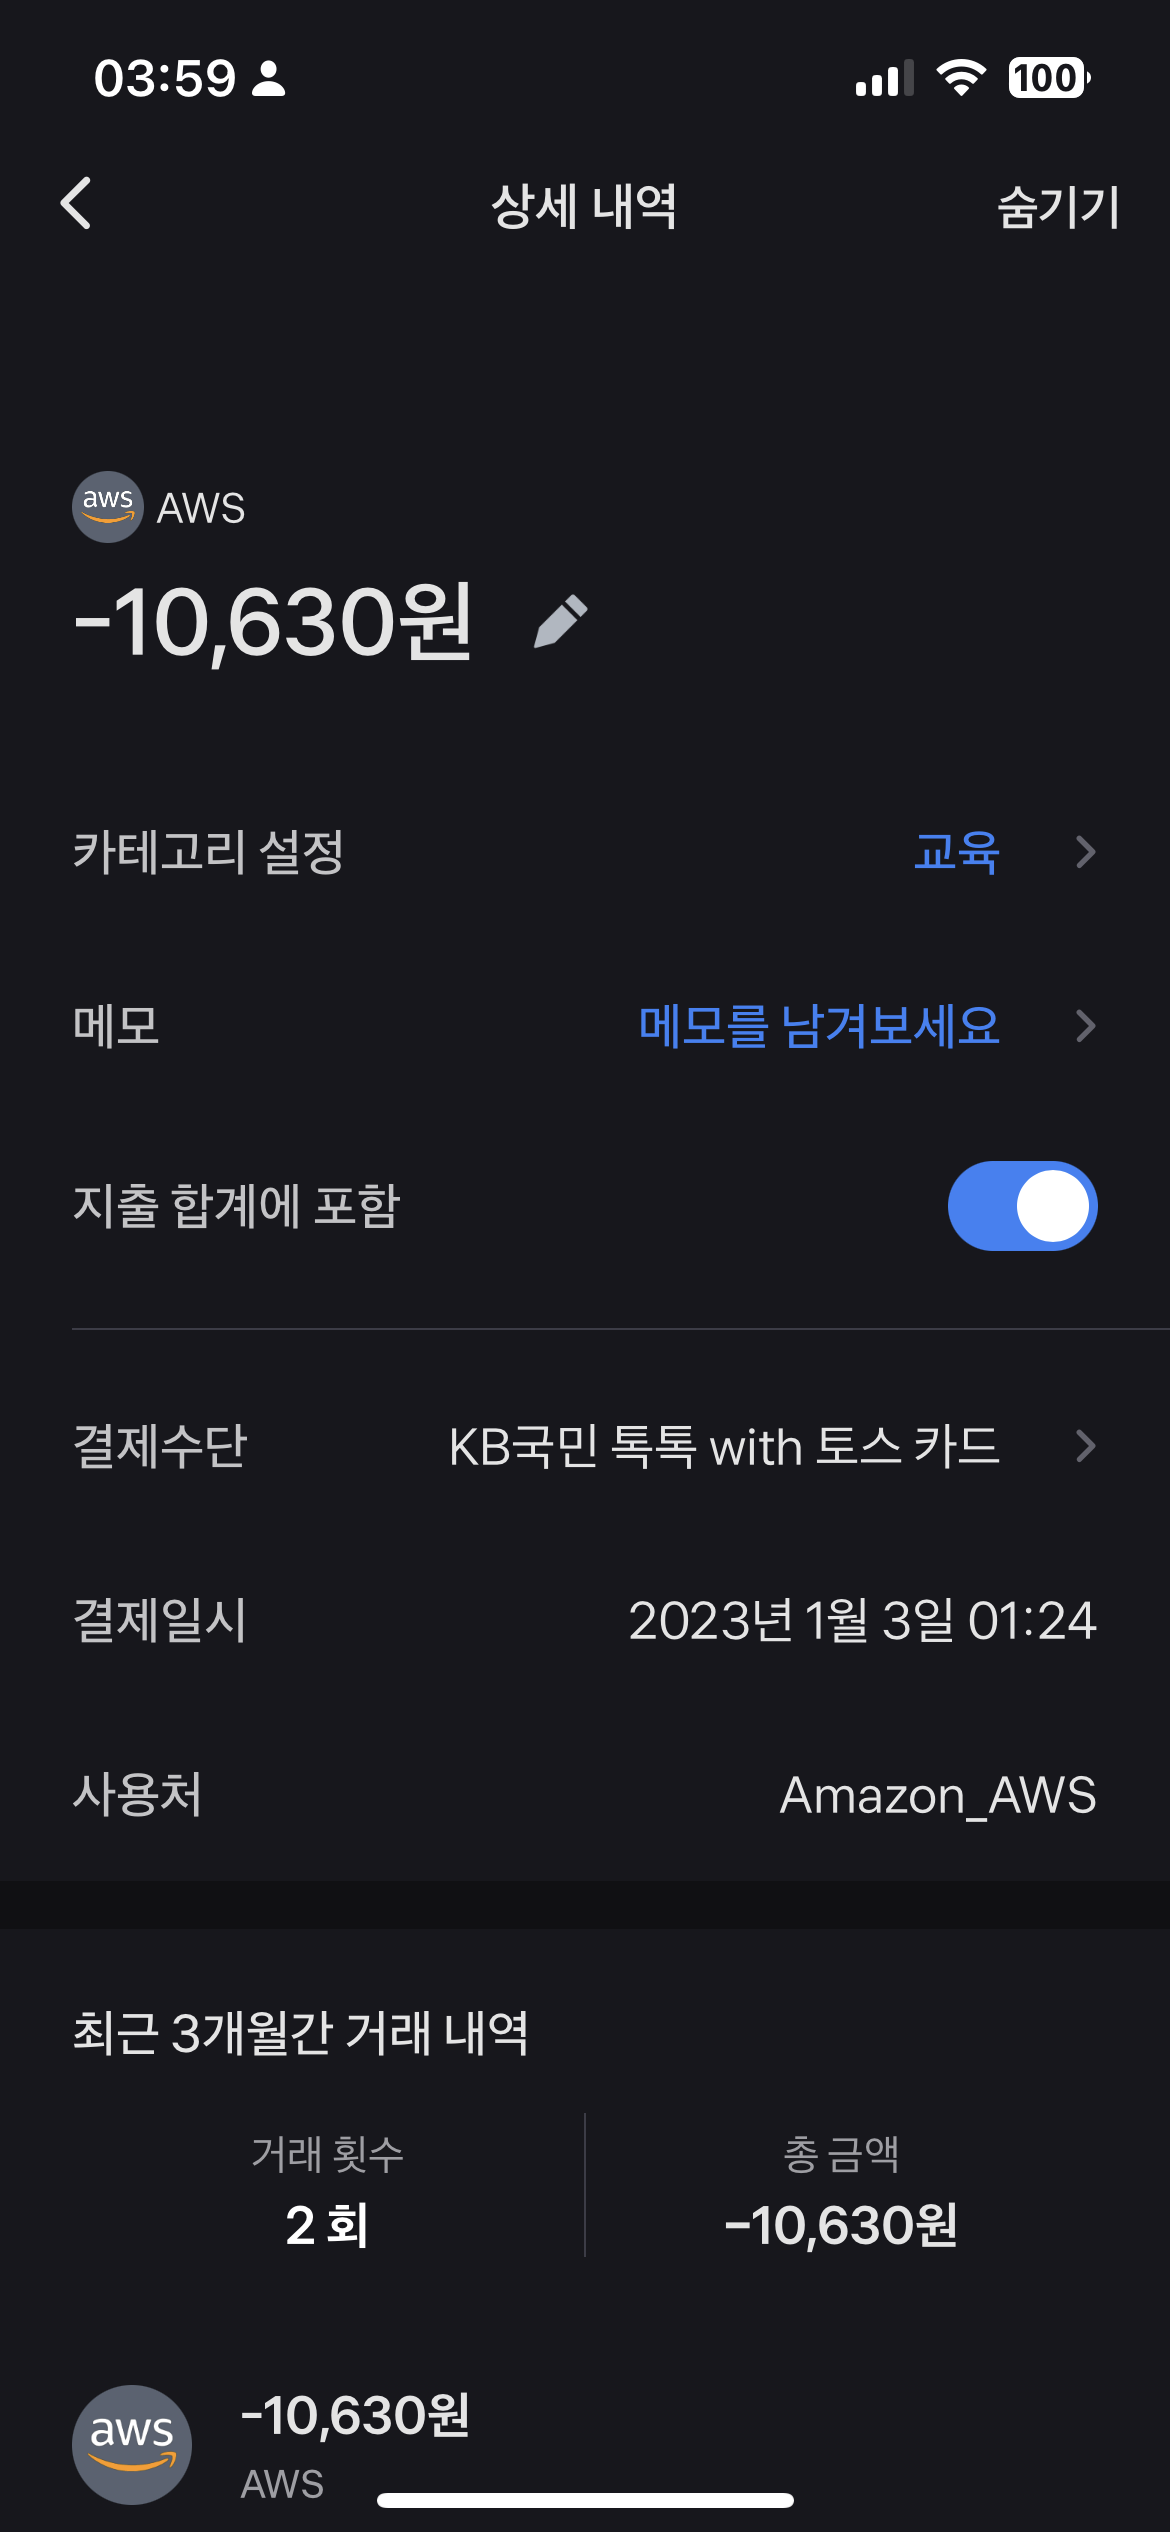 03:59
100
상세 내역
숨기기
aws AWS
-10,630원
카테고리 설정 교육
메모 메모를 남겨보세요
지출 합계에 포함
결제수단 KB국민 톡톡 with 토스 카드
결제일시 2023년 1월 3일 01:24
사용처 Amazon_AWS
최근 3개월간 거래 내역
거래 횟수 총 금액
2 회 -10,630원
aws -10,630원
AWS